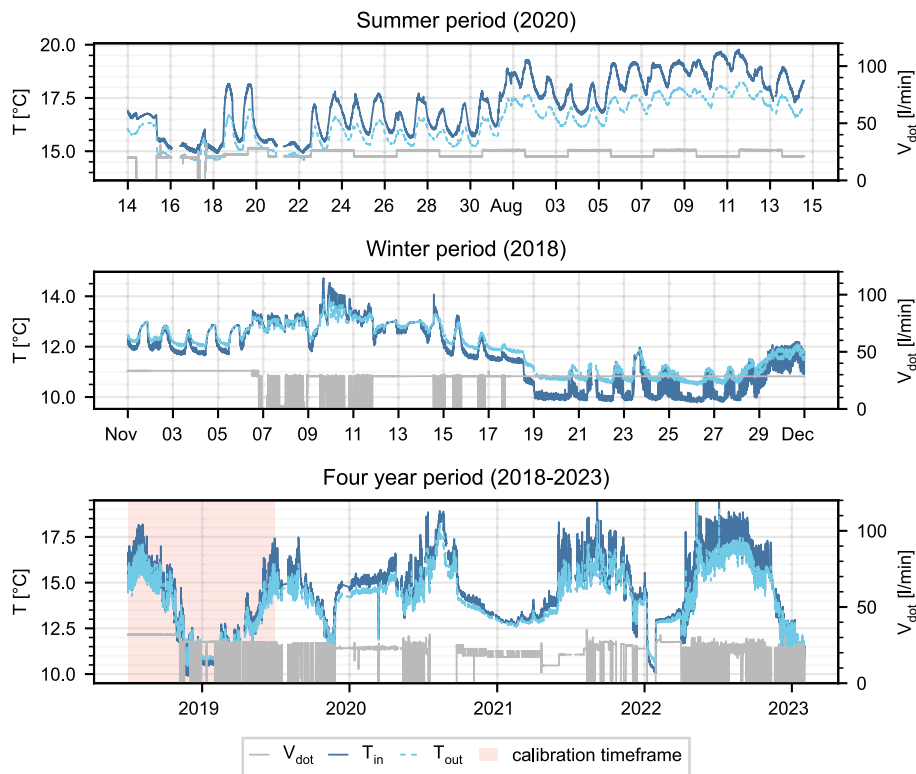 Summer period (2020)
20.0
17.5
15.0
T [°C]
100
50
0
V_dot [l/min]
14 16 18 20 22 24 26 28 30 Aug 03 05 07 09 11 13 15
Winter period (2018)
14.0
12.0
10.0
T [°C]
100
50
0
V_dot [l/min]
Nov 03 05 07 09 11 13 15 17 19 21 23 25 27 29 Dec
Four year period (2018-2023)
17.5
15.0
12.5
10.0
T [°C]
100
50
0
V_dot [l/min]
2019 2020 2021 2022 2023
V_dot T_in T_out calibration timeframe